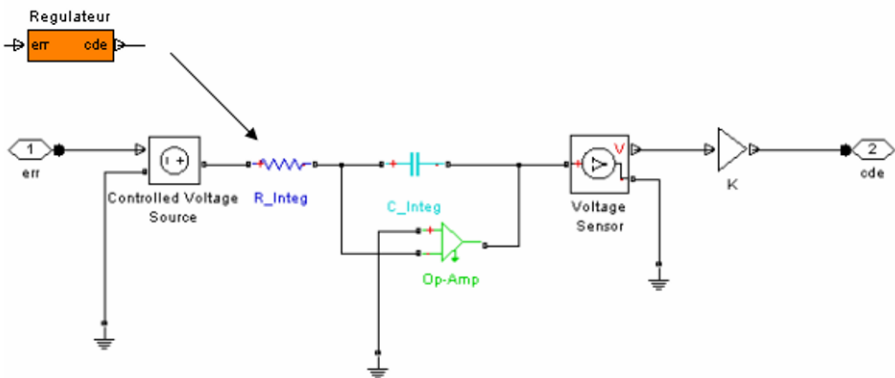 Regulateur
err cde
1
err
Controlled Voltage
Source
R_Integ
C_Integ
Op-Amp
V
Voltage
Sensor
K
2
cde